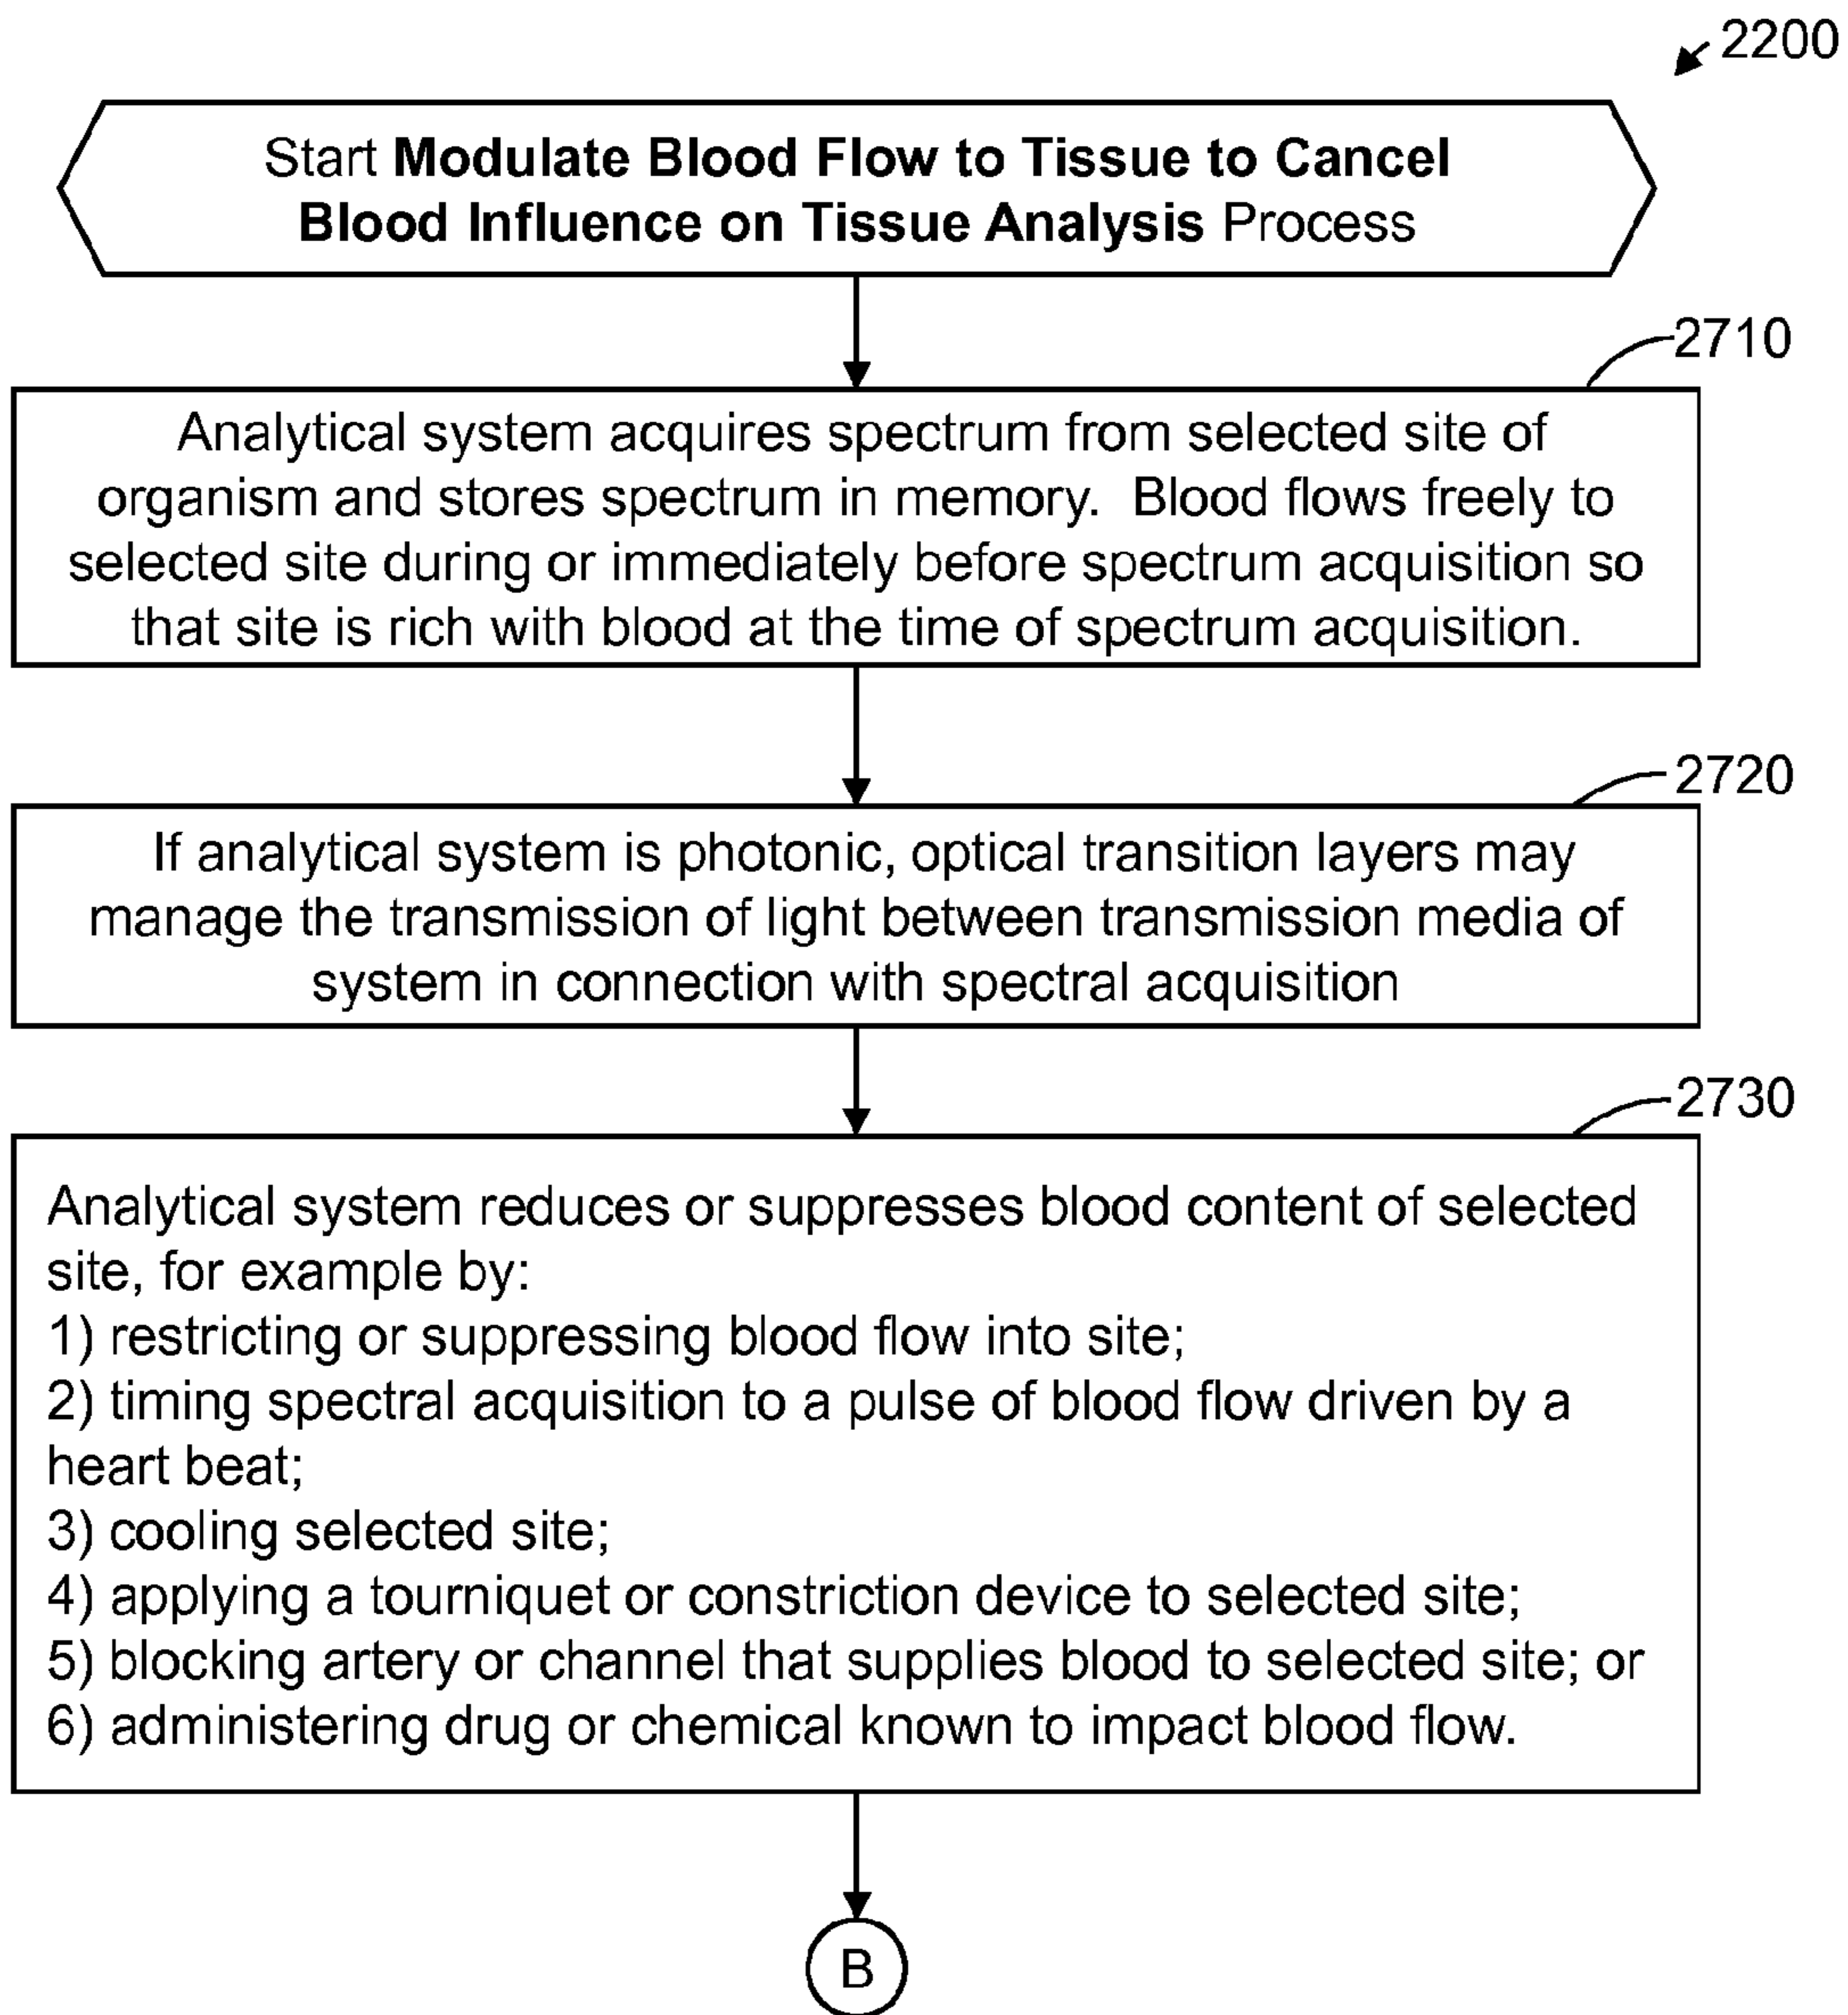 2200
Start Modulate Blood Flow to Tissue to Cancel
Blood Influence on Tissue Analysis Process
2710
Analytical system acquires spectrum from selected site of
organism and stores spectrum in memory.  Blood flows freely to
selected site during or immediately before spectrum acquisition so
that site is rich with blood at the time of spectrum acquisition.
2720
If analytical system is photonic, optical transition layers may
manage the transmission of light between transmission media of
system in connection with spectral acquisition
2730
Analytical system reduces or suppresses blood content of selected
site, for example by:
1) restricting or suppressing blood flow into site;
2) timing spectral acquisition to a pulse of blood flow driven by a
heart beat;
3) cooling selected site;
4) applying a tourniquet or constriction device to selected site;
5) blocking artery or channel that supplies blood to selected site; or
6) administering drug or chemical known to impact blood flow.
B